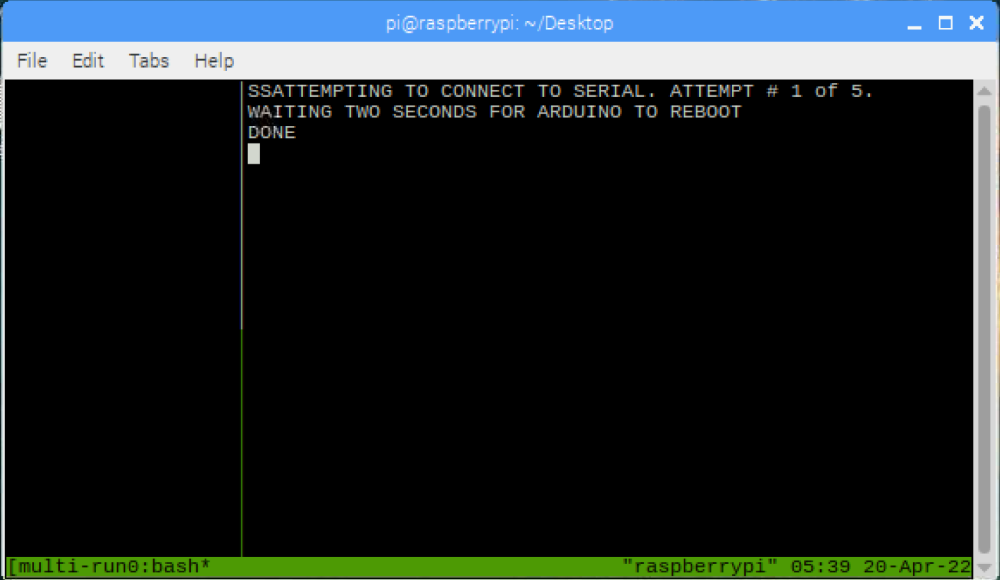 pi@raspberrypi: ~/Desktop
File Edit Tabs Help
SSATTEMPTING TO CONNECT TO SERIAL. ATTEMPT # 1 of 5.
WAITING TWO SECONDS FOR ARDUINO TO REBOOT
DONE
[multi-run0:bash* "raspberrypi" 05:39 20-Apr-22